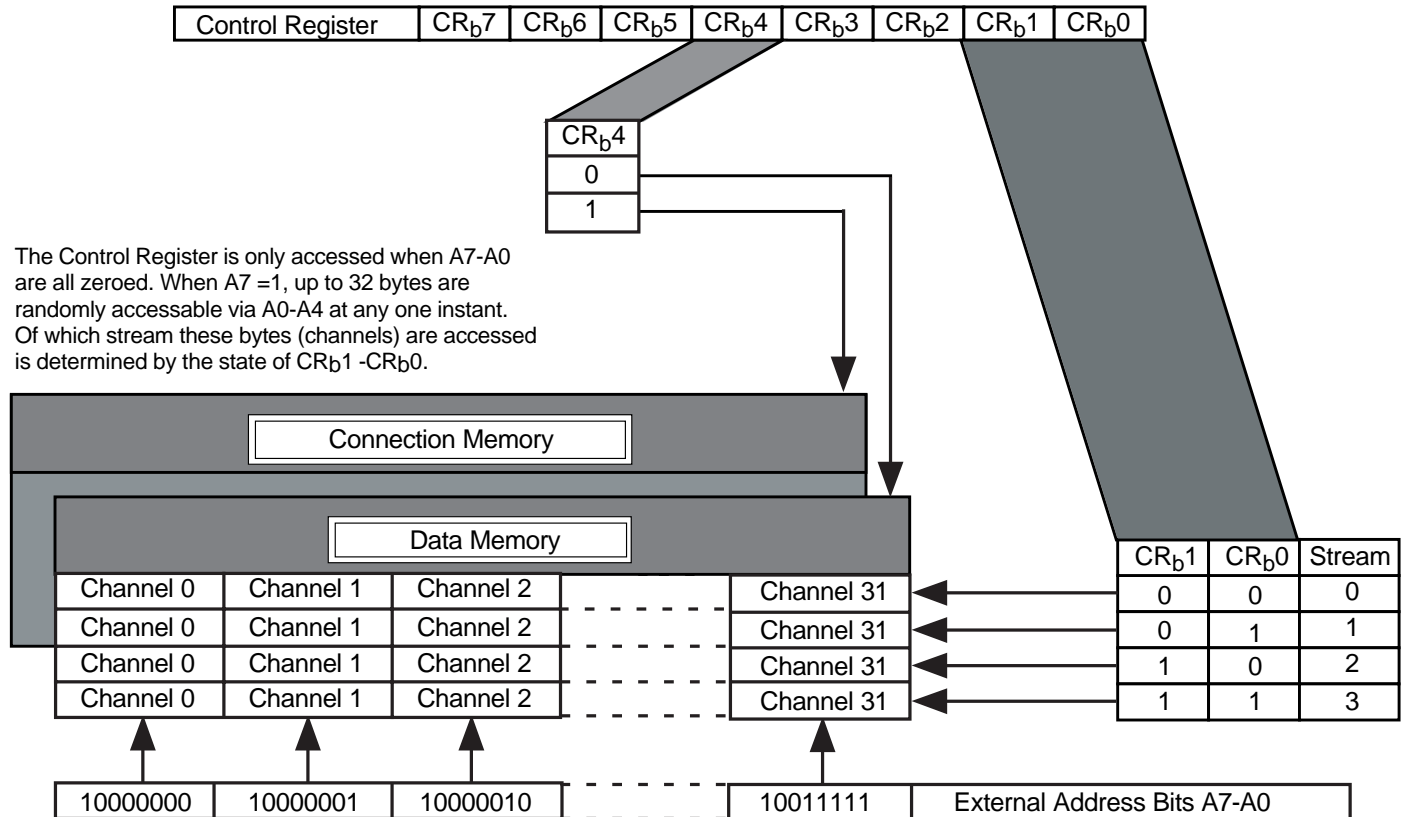 Control Register CRb7 CRb6 CRb5 CRb4 CRb3 CRb2 CRb1 CRb0
CRb4
0
1
The Control Register is only accessed when A7-A0
are all zeroed. When A7 =1, up to 32 bytes are
randomly accessable via A0-A4 at any one instant.
Of which stream these bytes (channels) are accessed
is determined by the state of CRb1 -CRb0.
Connection Memory
Data Memory
CRb1 CRb0 Stream
Channel 0 Channel 1 Channel 2 Channel 31 0 0 0
Channel 0 Channel 1 Channel 2 Channel 31 0 1 1
Channel 0 Channel 1 Channel 2 Channel 31 1 0 2
Channel 0 Channel 1 Channel 2 Channel 31 1 1 3
10000000 10000001 10000010 10011111 External Address Bits A7-A0